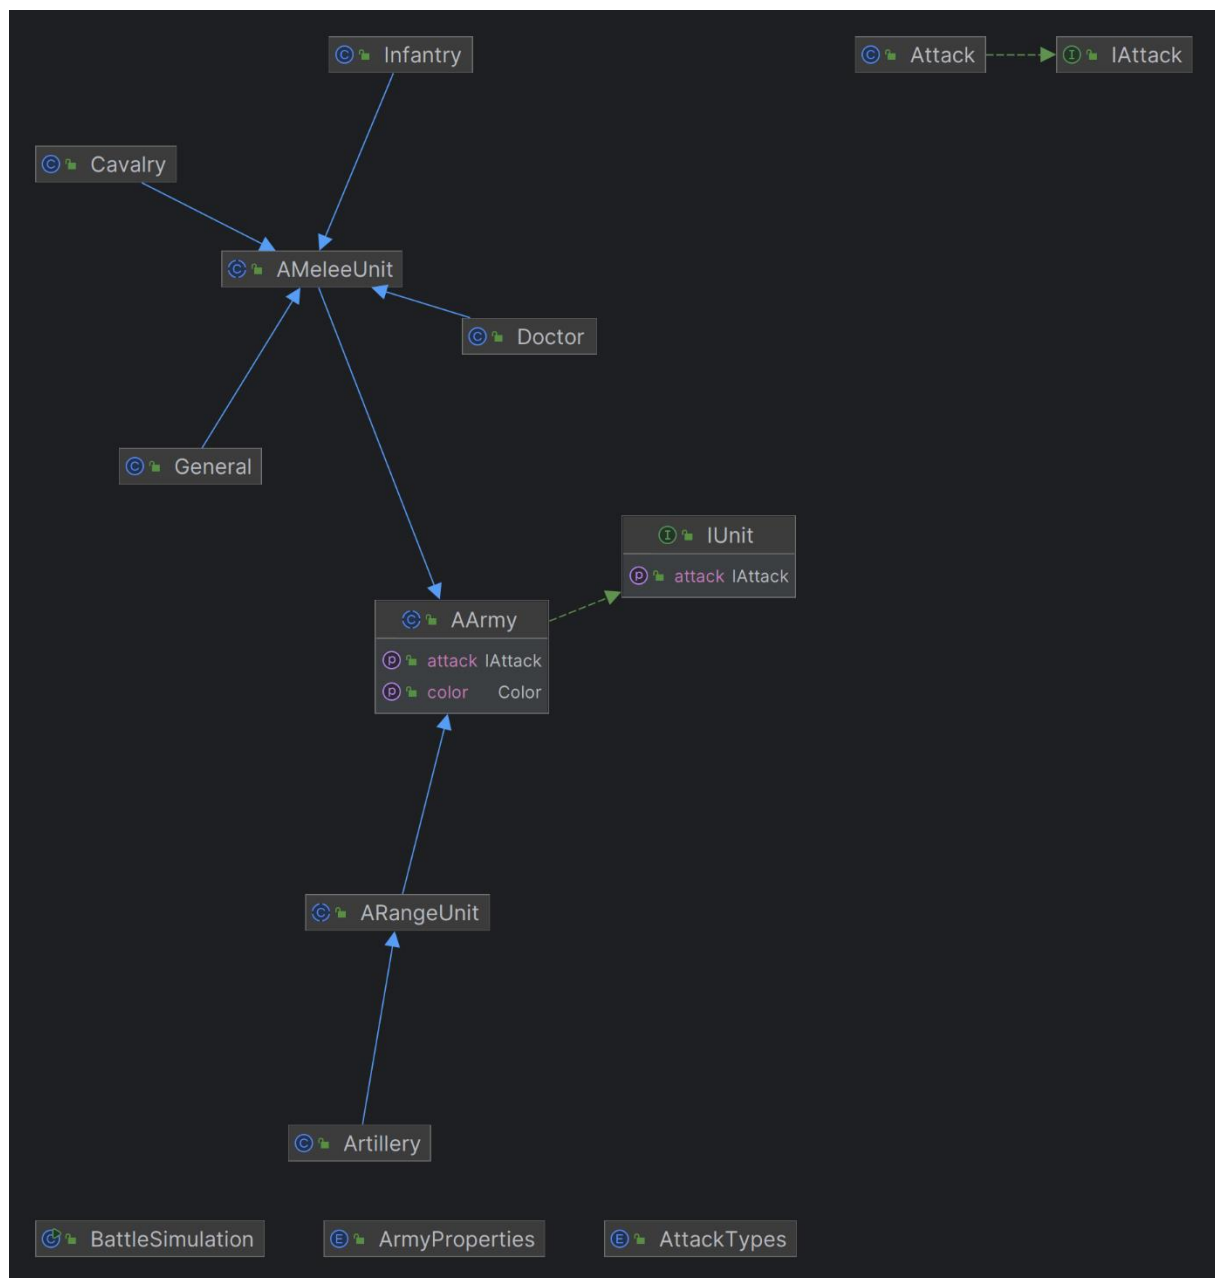 Infantry
Attack
IAttack
Cavalry
AMeleeUnit
Doctor
General
IUnit
attack IAttack
AArmy
attack IAttack
color Color
ARangeUnit
Artillery
BattleSimulation
ArmyProperties
AttackTypes